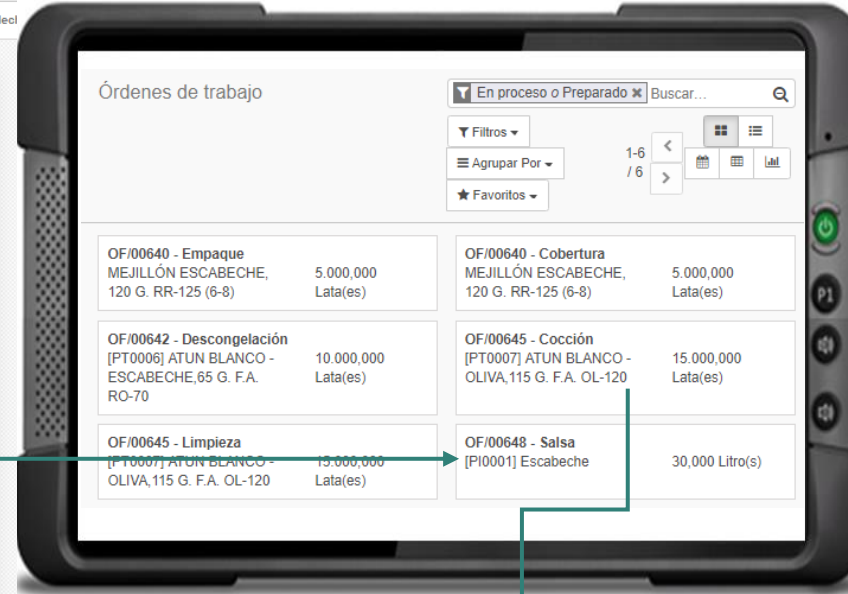 Órdenes de trabajo
En proceso o Preparado ✖ Buscar...
Filtros
Agrupar Por
Favoritos
1-6
/ 6
OF/00640 - Empaque
MEJILLÓN ESCABECHE, 5.000,000
120 G. RR-125 (6-8) Lata(es)
OF/00640 - Cobertura
MEJILLÓN ESCABECHE, 5.000,000
120 G. RR-125 (6-8) Lata(es)
OF/00642 - Descongelación
[PT0006] ATUN BLANCO - 10.000,000
ESCABECHE,65 G. F.A. Lata(es)
RO-70
OF/00645 - Cocción
[PT0007] ATUN BLANCO - 15.000,000
OLIVA,115 G. F.A. OL-120 Lata(es)
OF/00645 - Limpieza
[PT0007] ATUN BLANCO - 15.000,000
OLIVA,115 G. F.A. OL-120 Lata(es)
OF/00648 - Salsa
[PI0001] Escabeche 30,000 Litro(s)
P1